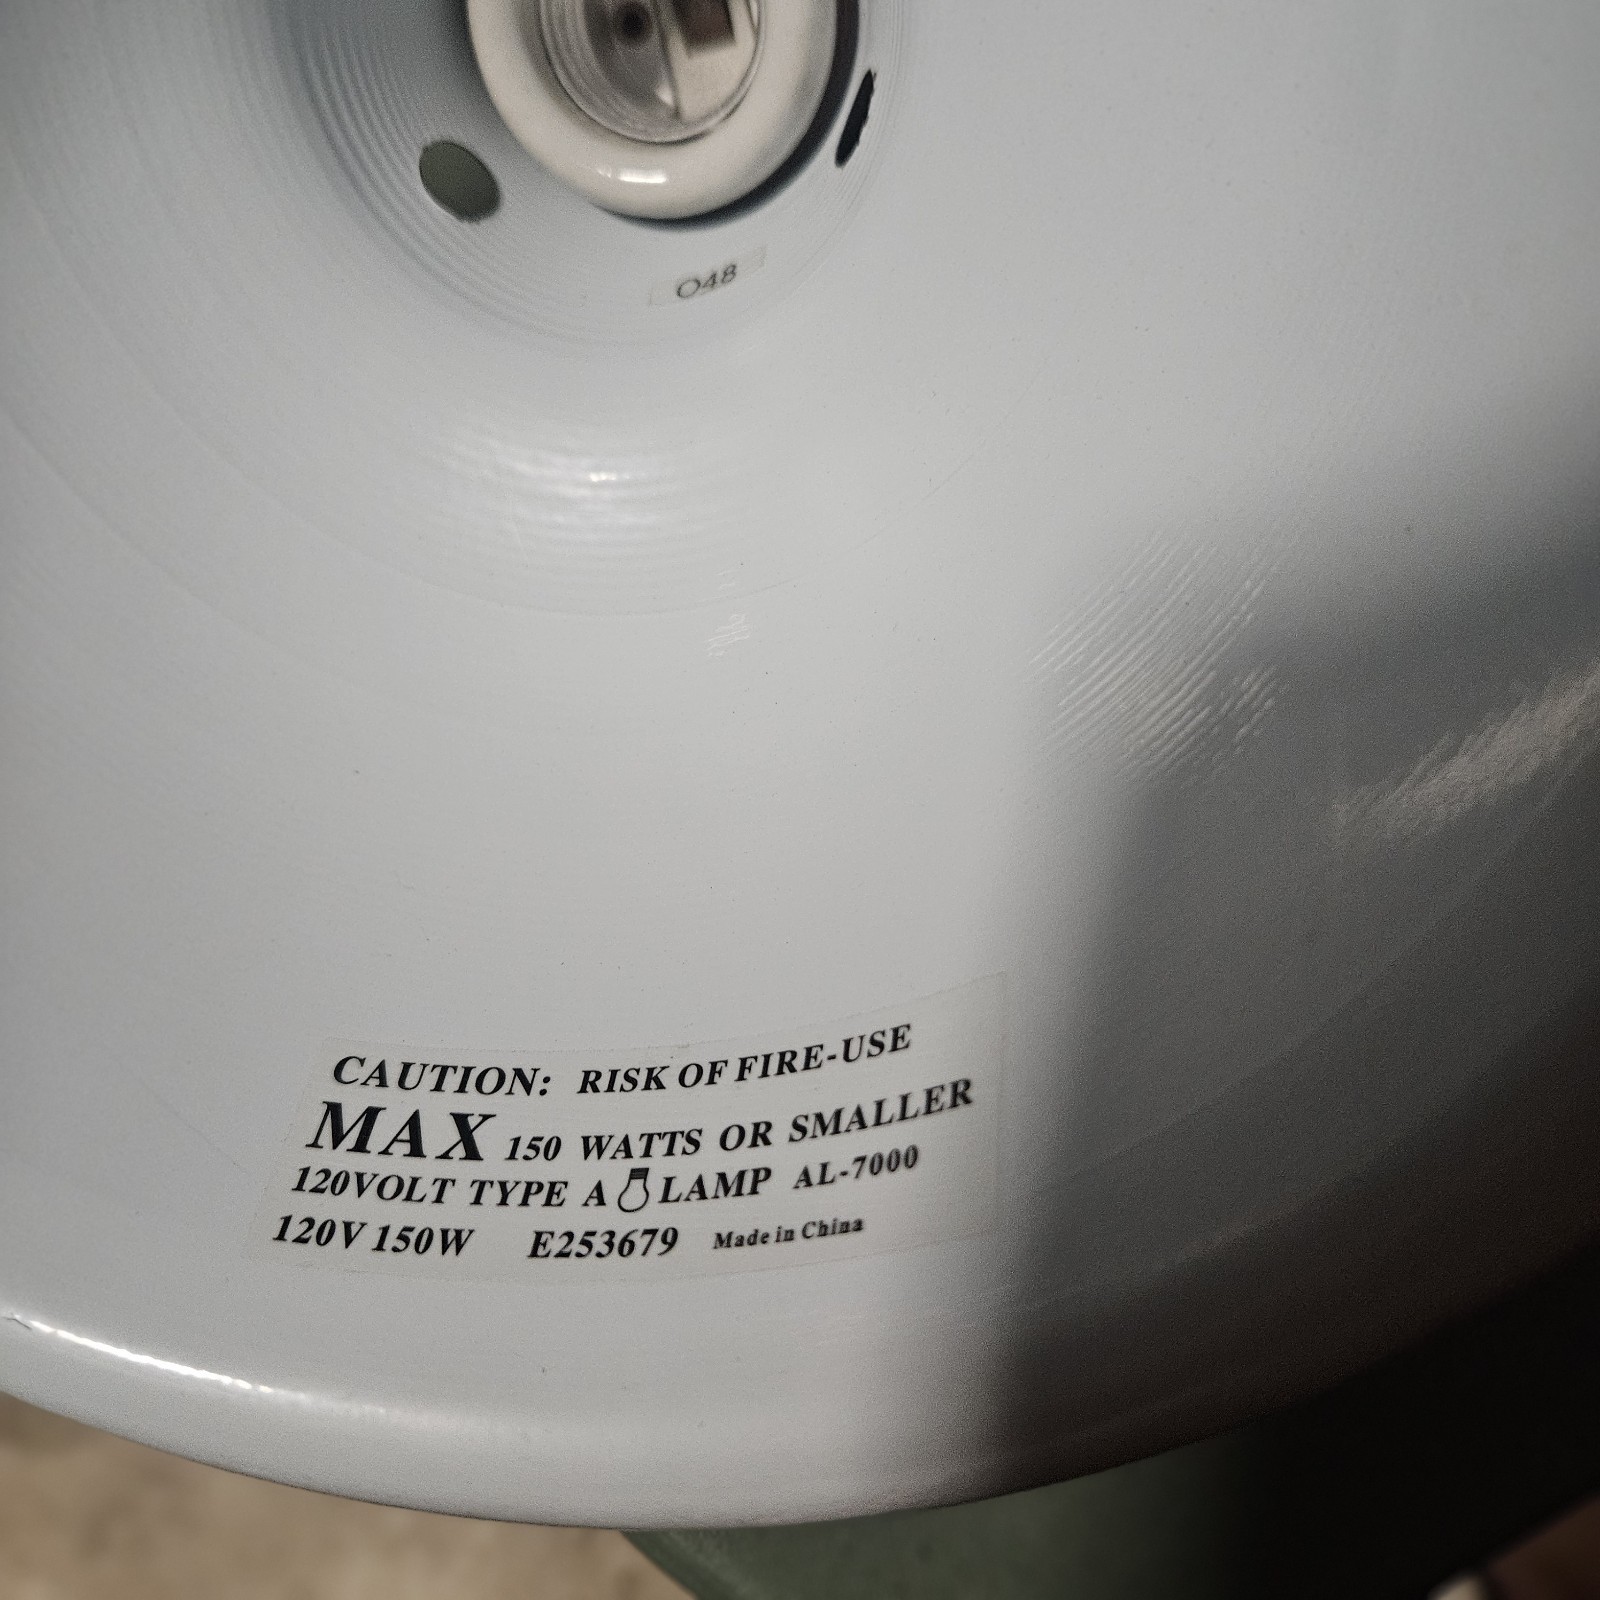 O48
CAUTION: RISK OF FIRE-USE
MAX 150 WATTS OR SMALLER
120VOLT TYPE A LAMP AL-7000
120V 150W E253679 Made in China